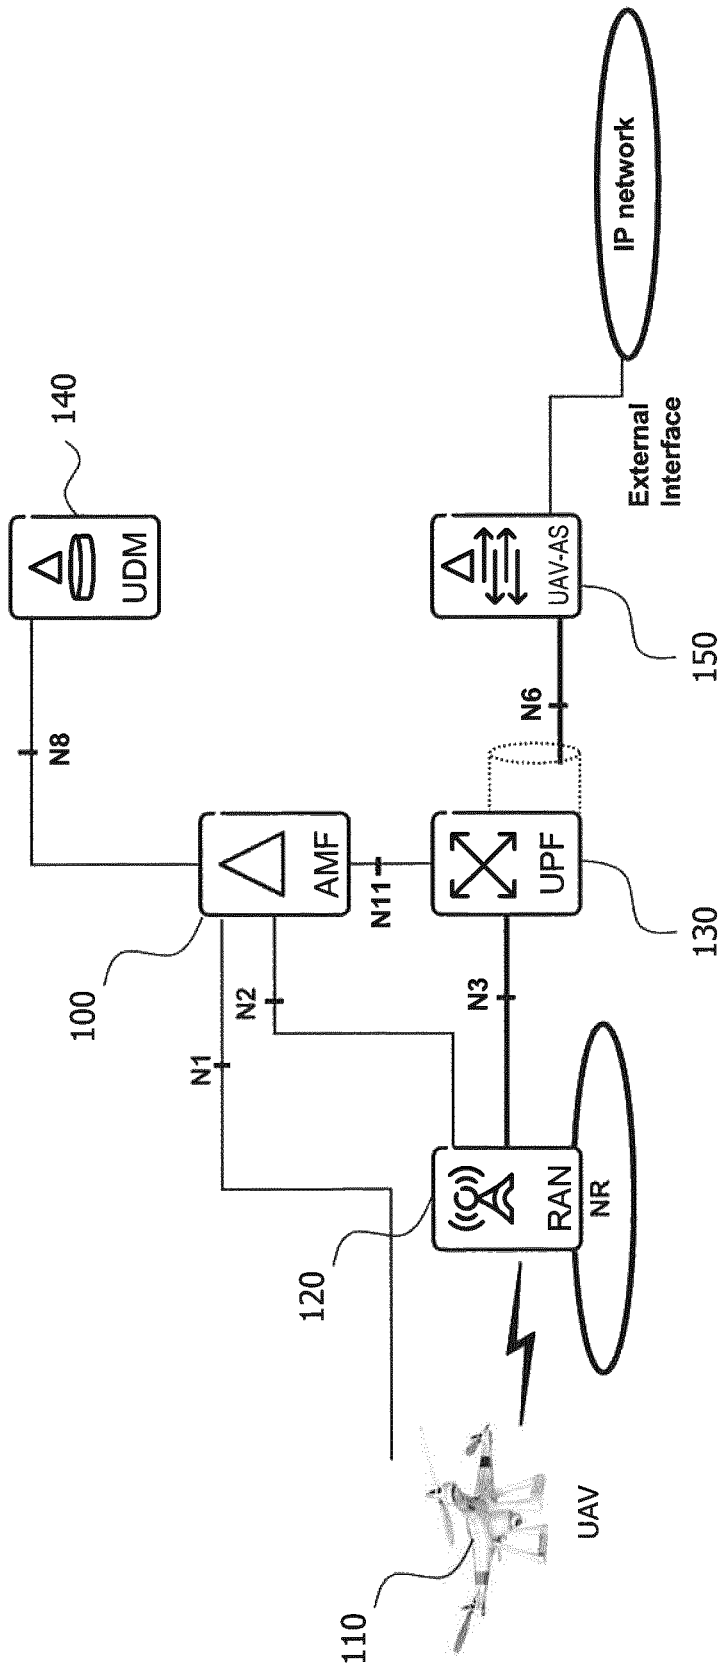 140
UDM
N8
100
AMF
N1
N2
N11
120
RAN
NR
N3
UPF
130
N6
UAV-AS
150
External
Interface
IP network
110
UAV